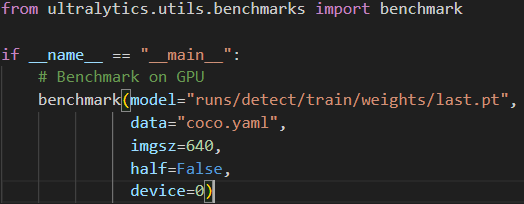 from ultralytics.utils.benchmarks import benchmark
if __name__ == "__main__":
# Benchmark on GPU
benchmark(model="runs/detect/train/weights/last.pt",
data="coco.yaml",
imgsz=640,
half=False,
device=0)